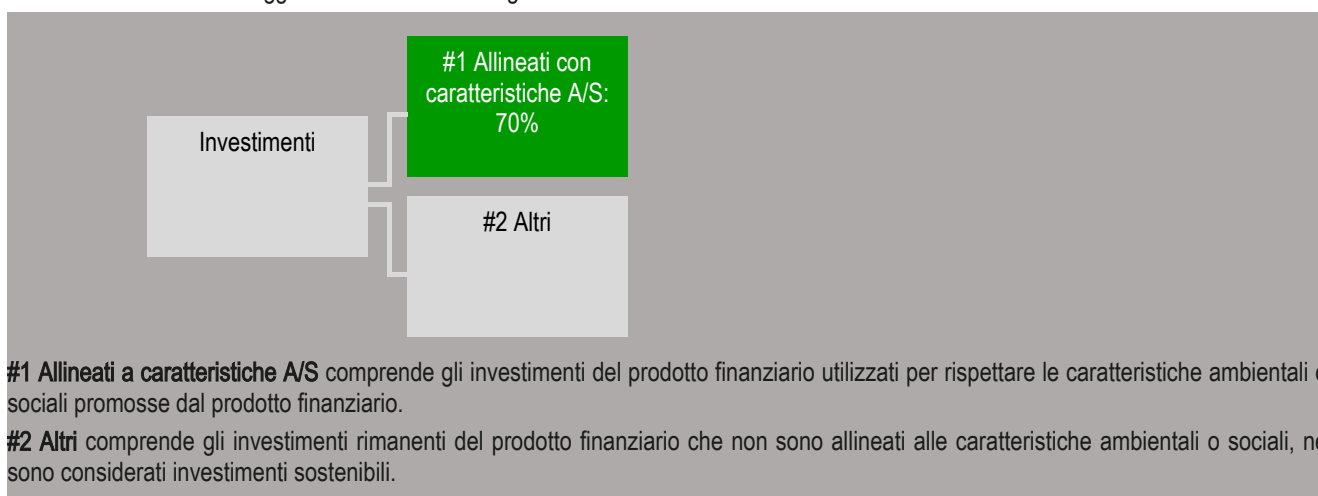 #1 Allineati con
caratteristiche A/S:
70%
Investimenti
#2 Altri
#1 Allineati a caratteristiche A/S comprende gli investimenti del prodotto finanziario utilizzati per rispettare le caratteristiche ambientali
sociali promosse dal prodotto finanziario.
#2 Altri comprende gli investimenti rimanenti del prodotto finanziario che non sono allineati alle caratteristiche ambientali o sociali,
sono considerati investimenti sostenibili.